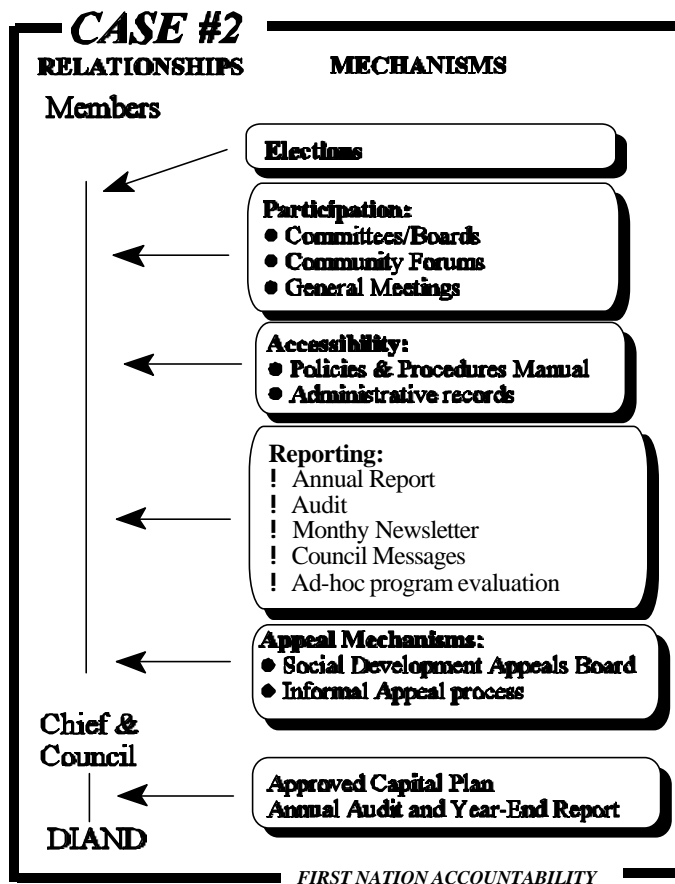 CASE #2
RELATIONSHIPS
MECHANISMS
Members
Elections
Participation:
● Committees/Boards
● Community Forums
● General Meetings
Accessibility:
● Policies & Procedures Manual
● Administrative records
Reporting:
! Annual Report
! Audit
! Monthy Newsletter
! Council Messages
! Ad-hoc program evaluation
Appeal Mechanisms:
● Social Development Appeals Board
● Informal Appeal process
Chief &
Council
Approved Capital Plan
Annual Audit and Year-End Report
DIAND
FIRST NATION ACCOUNTABILITY